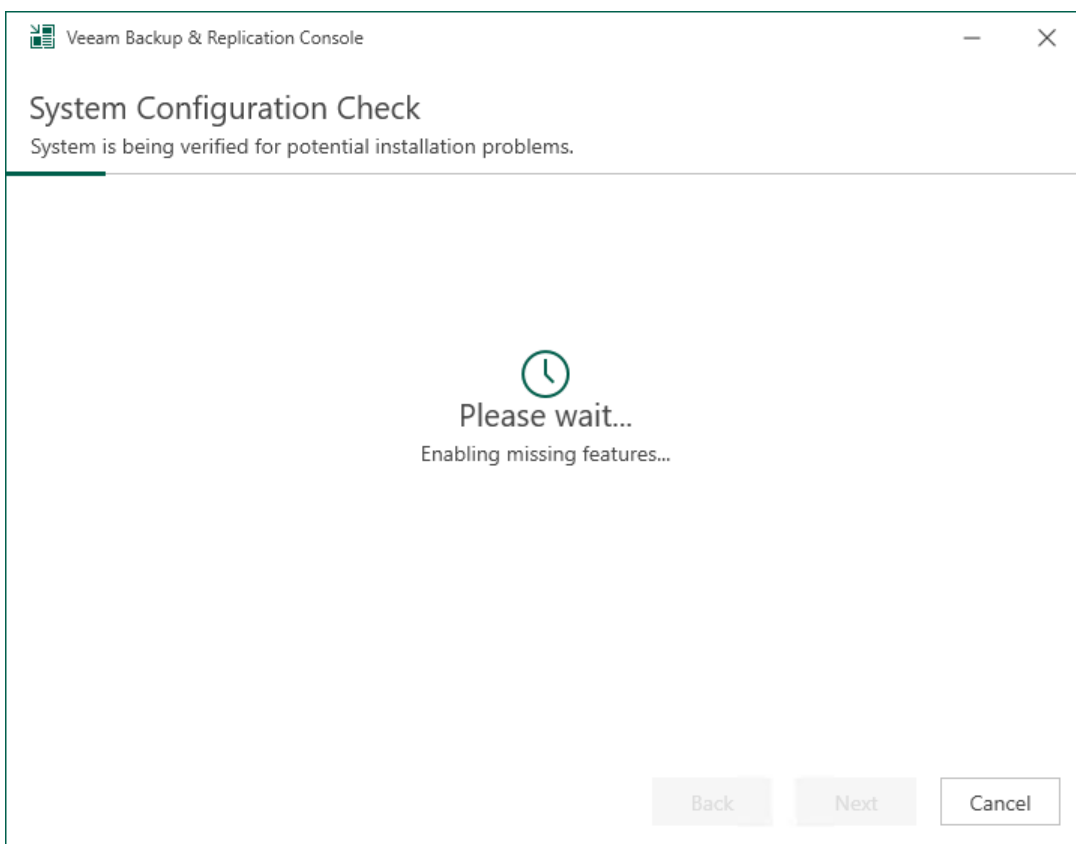 Veeam Backup & Replication Console
System Configuration Check
System is being verified for potential installation problems.
Please wait...
Enabling missing features...
Back
Next
Cancel